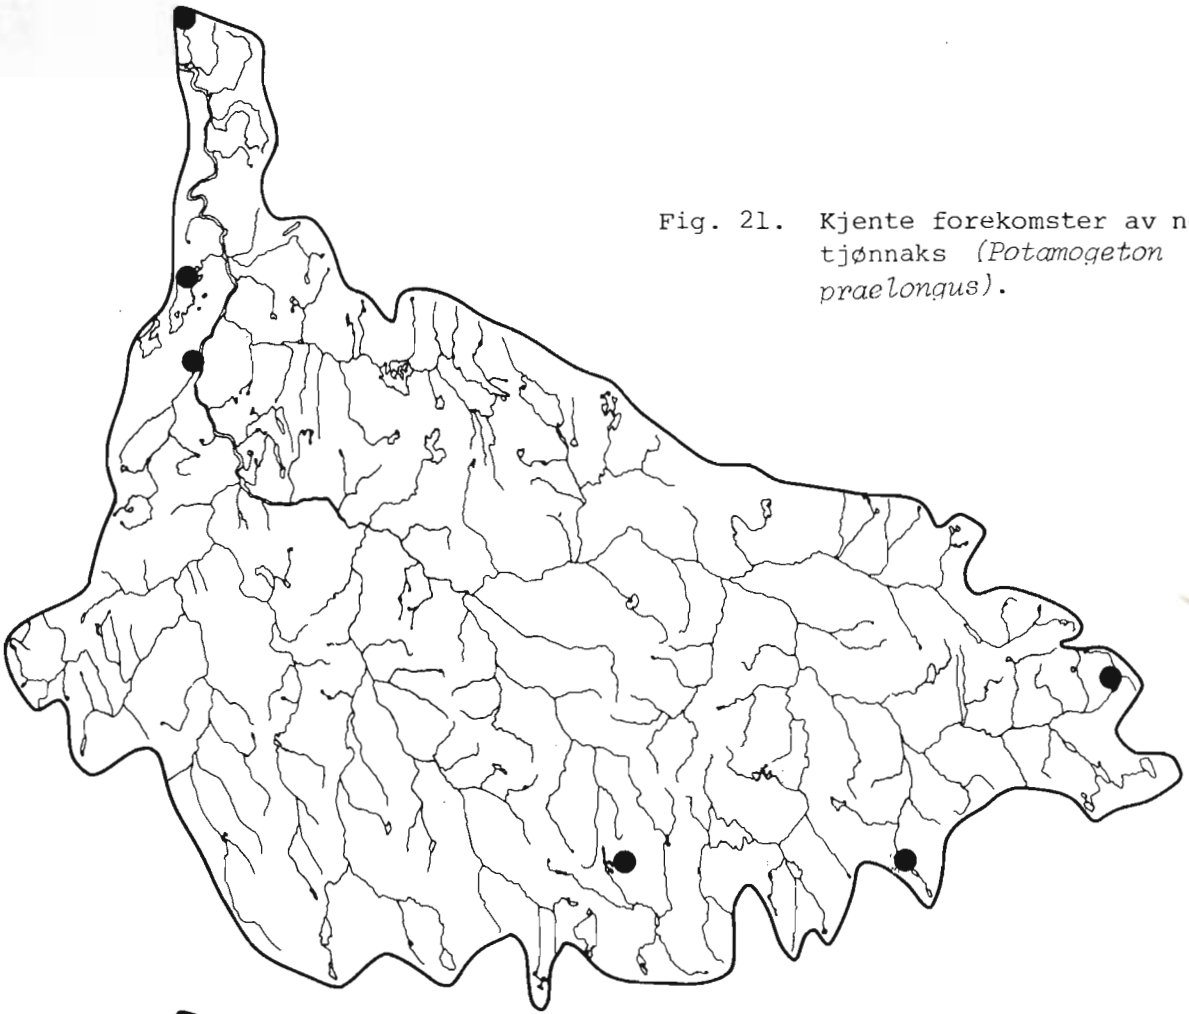 Fig. 21. Kjente forekomster av n
tjønnaks (Potamogeton
praelongus).